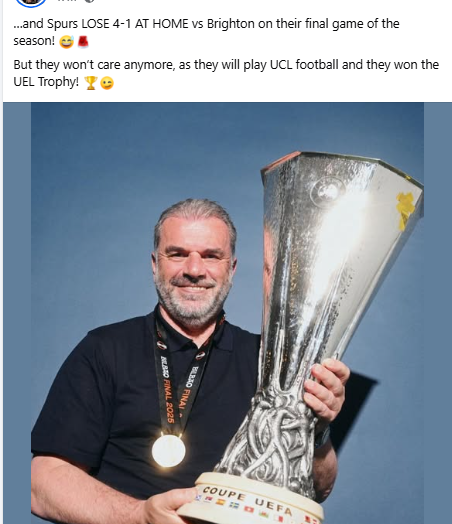 ...and Spurs LOSE 4-1 AT HOME vs Brighton on their final game of the
season! 😅🥊
But they won't care anymore, as they will play UCL football and they won the
UEL Trophy! 🏆😉
BILBAO FINAL 2025
BILBAO FINAL
COUPE UEFA